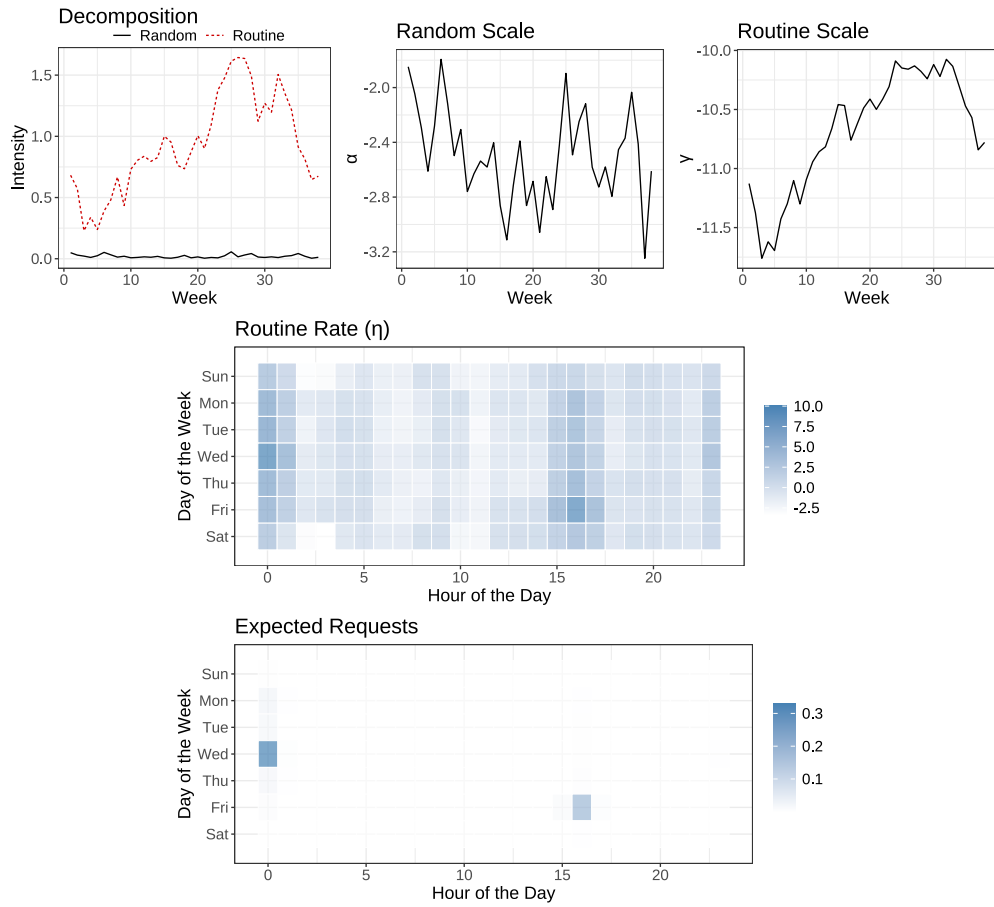 Decomposition
Random Routine
Intensity
1.5
1.0
0.5
0.0
0 10 20 30
Week
Random Scale
α
-2.0
-2.4
-2.8
-3.2
0 10 20 30
Week
Routine Scale
γ
-10.0
-10.5
-11.0
-11.5
0 10 20 30
Week
Routine Rate (η)
Day of the Week
Sun
Mon
Tue
Wed
Thu
Fri
Sat
0 5 10 15 20
Hour of the Day
10.0
7.5
5.0
2.5
0.0
-2.5
Expected Requests
Day of the Week
Sun
Mon
Tue
Wed
Thu
Fri
Sat
0 5 10 15 20
Hour of the Day
0.3
0.2
0.1